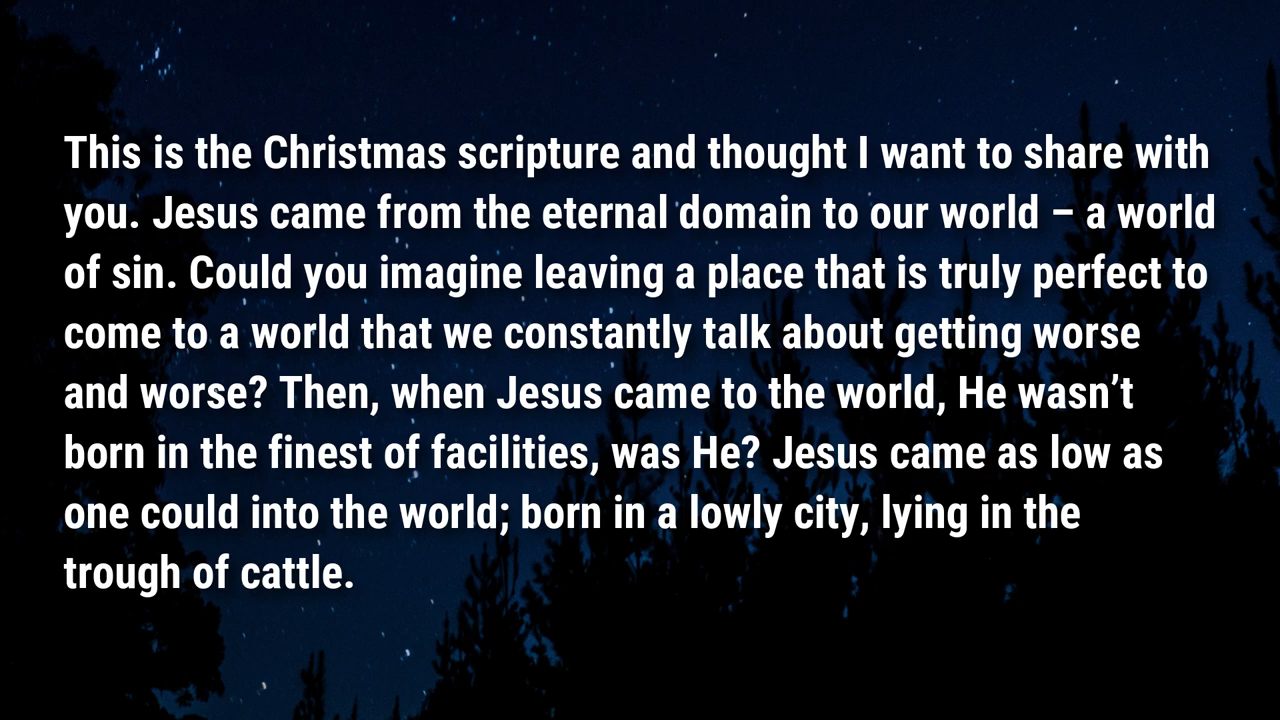 This is the Christmas scripture and thought I want to share with
you. Jesus came from the eternal domain to our world – a world
of sin. Could you imagine leaving a place that is truly perfect to
come to a world that we constantly talk about getting worse
and worse? Then, when Jesus came to the world, He wasn’t
born in the finest of facilities, was He? Jesus came as low as
one could into the world; born in a lowly city, lying in the
trough of cattle.